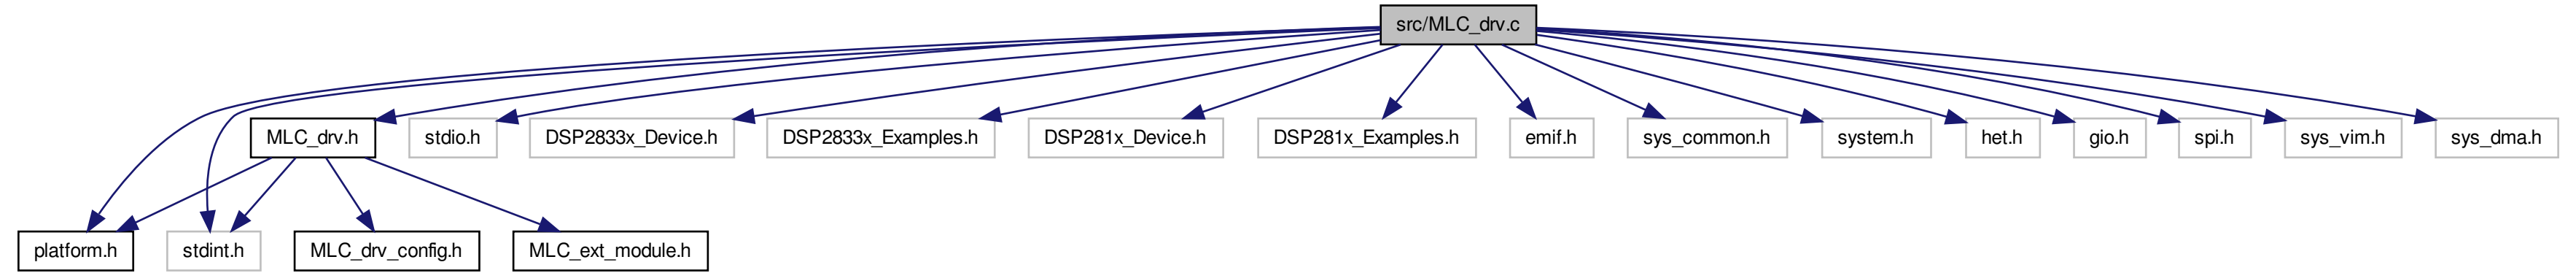 src/MLC_drv.c
MLC_drv.h
stdio.h
DSP2833x_Device.h
DSP2833x_Examples.h
DSP281x_Device.h
DSP281x_Examples.h
emif.h
sys_common.h
system.h
het.h
gio.h
spi.h
sys_vim.h
sys_dma.h
platform.h
stdint.h
MLC_drv_config.h
MLC_ext_module.h